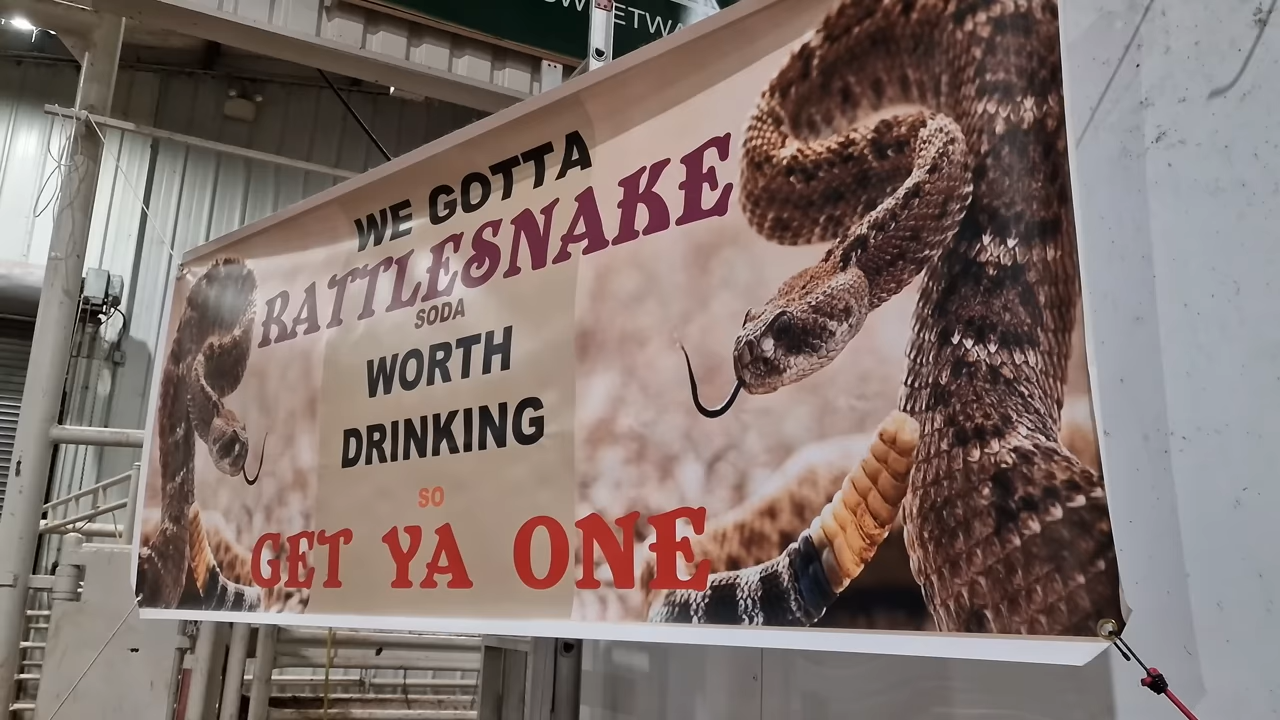 WE GOTTA
RATTLESNAKE
SODA
WORTH
DRINKING
SO
GET YA ONE